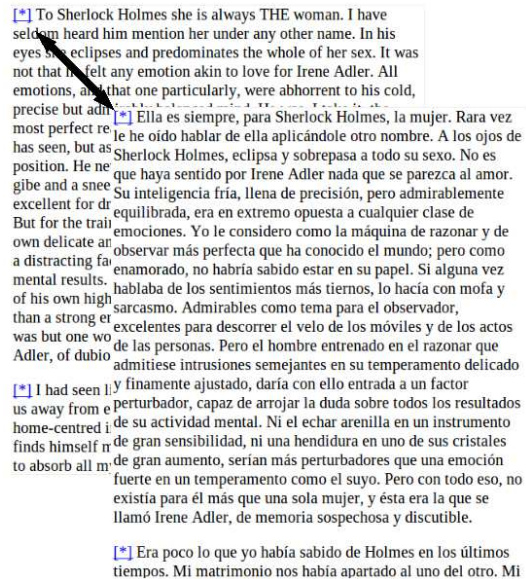 [*] To Sherlock Holmes she is always THE woman. I have
seldom heard him mention her under any other name. In his
eyes she eclipses and predominates the whole of her sex. It was
not that he felt any emotion akin to love for Irene Adler. All
emotions, and that one particularly, were abhorrent to his cold,
precise but
most perfect
has seen, but as
position. He
gibe and a
excellent for
But for the
own delicate
a distracting
mental results.
of his own
than a strong
was but one
Adler, of
[*] I had seen
us away from
home-centred
finds himself
to absorb all
[*] Ella es siempre, para Sherlock Holmes, la mujer. Rara vez
le he oído hablar de ella aplicándole otro nombre. A los ojos de
Sherlock Holmes, eclipsa y sobrepasa a todo su sexo. No es
que haya sentido por Irene Adler nada que se parezca al amor.
Su inteligencia fría, llena de precisión, pero admirablemente
equilibrada, era en extremo opuesta a cualquier clase de
emociones. Yo le considero como la máquina de razonar y de
observar más perfecta que ha conocido el mundo; pero como
enamorado, no habría sabido estar en su papel. Si alguna vez
hablaba de los sentimientos más tiernos, lo hacía con mofa y
sarcasmo. Admirables como tema para el observador,
excelentes para descorrer el velo de los móviles y de los actos
de las personas. Pero el hombre entrenado en el razonar que
admitiese intrusiones semejantes en su temperamento delicado
y finamente ajustado, daría con ello entrada a un factor
perturbador, capaz de arrojar la duda sobre todos los resultados
de su actividad mental. Ni el echar arenilla en un instrumento
de gran sensibilidad, ni una hendidura en uno de sus cristales
de gran aumento, serían más perturbadores que una emoción
fuerte en un temperamento como el suyo. Pero con todo eso, no
existía para él más que una sola mujer, y ésta era la que se
llamó Irene Adler, de memoria sospechosa y discutible.
[*] Era poco lo que yo había sabido de Holmes en los últimos
tiempos. Mi matrimonio nos había apartado al uno del otro. Mi